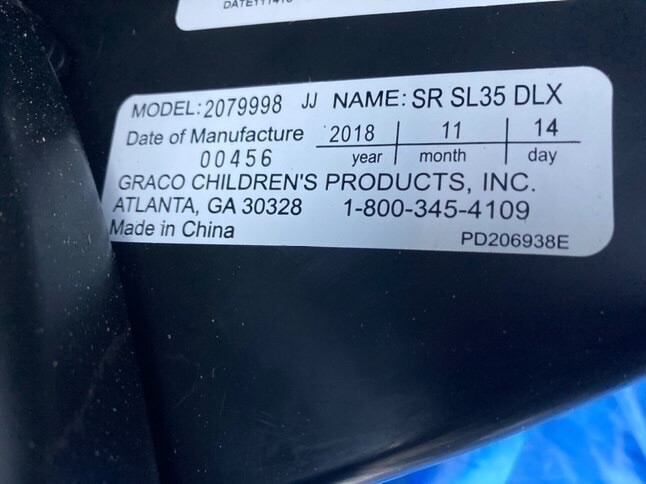 MODEL: 2079998 JJ NAME: SR SL35 DLX
Date of Manufacture 2018 11 14
00456 year month day
GRACO CHILDREN'S PRODUCTS, INC.
ATLANTA, GA 30328 1-800-345-4109
Made in China PD206938E